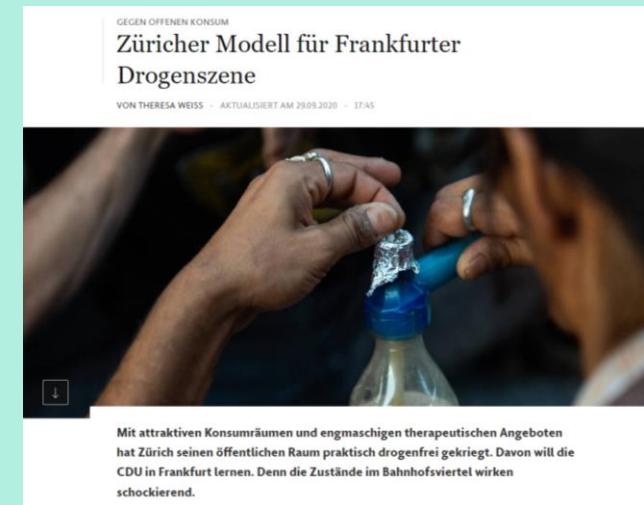 GEGEN OFFENEN KONSUM
Züricher Modell für Frankfurter
Drogenszene
VON THERESA WEISS - AKTUALISIERT AM 29.09.2020 - 17:45
Mit attraktiven Konsumräumen und engmaschigen therapeutischen Angeboten
hat Zürich seinen öffentlichen Raum praktisch drogenfrei gekriegt. Davon will die
CDU in Frankfurt lernen. Denn die Zustände im Bahnhofsviertel wirken
schockierend.